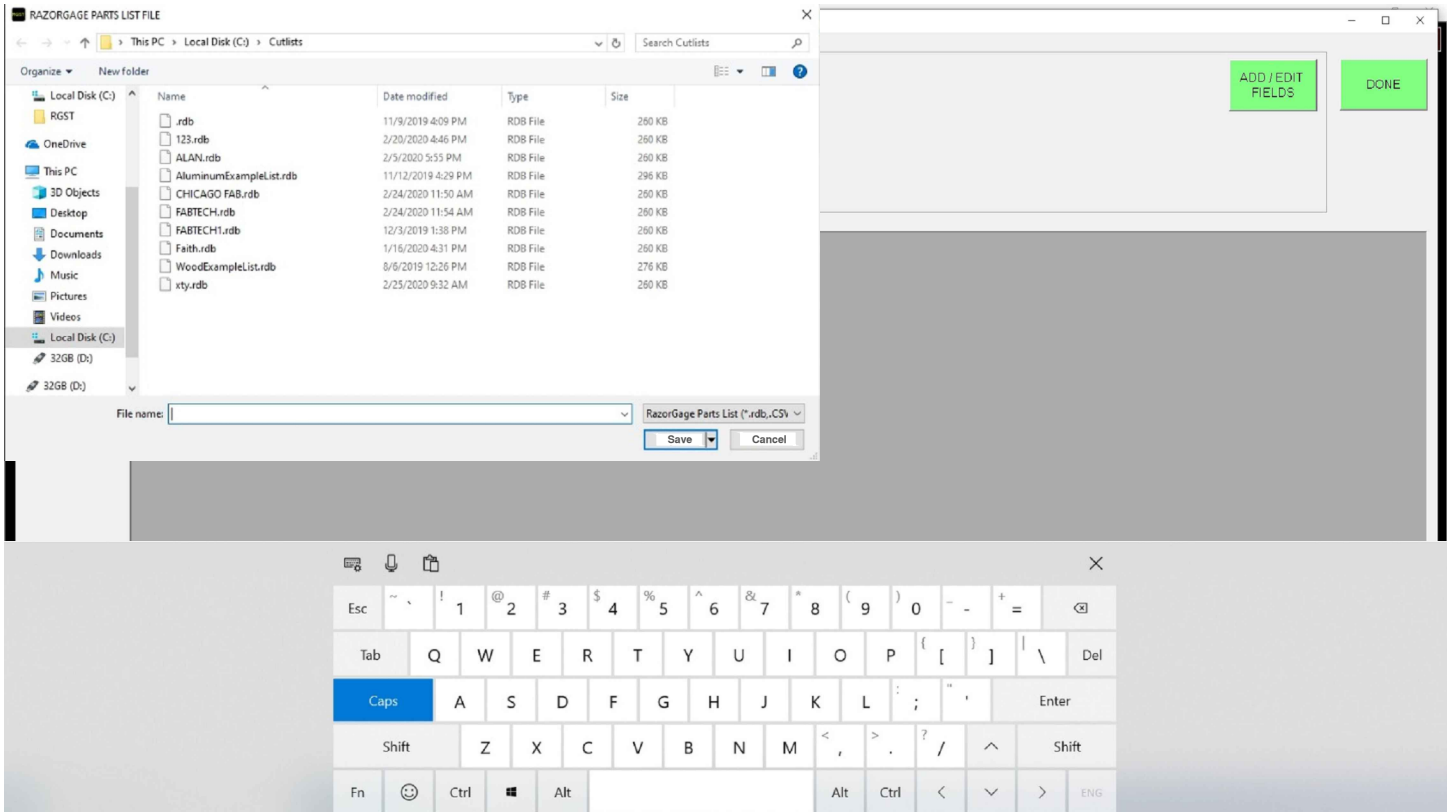 RAZORGAGE PARTS LIST FILE
This PC > Local Disk (C:) > Cutlists
Search Cutlists
Organize
New folder
Name Date modified Type Size
.rdb 11/9/2019 4:09 PM RDB File 260 KB
123.rdb 2/20/2020 4:46 PM RDB File 260 KB
ALAN.rdb 2/5/2020 5:55 PM RDB File 260 KB
AluminumExampleList.rdb 11/12/2019 4:29 PM RDB File 296 KB
CHICAGO FAB.rdb 2/24/2020 11:50 AM RDB File 260 KB
FABTECH.rdb 2/24/2020 11:54 AM RDB File 260 KB
FABTECH1.rdb 12/3/2019 1:38 PM RDB File 260 KB
Faith.rdb 1/16/2020 4:31 PM RDB File 260 KB
WoodExampleList.rdb 8/6/2019 12:26 PM RDB File 276 KB
xty.rdb 2/25/2020 9:32 AM RDB File 260 KB
Local Disk (C:)
RGST
OneDrive
This PC
3D Objects
Desktop
Documents
Downloads
Music
Pictures
Videos
Local Disk (C:)
32GB (D:)
32GB (D:)
File name:
RazorGage Parts List (*.rdb,.CSV
Save
Cancel
ADD / EDIT
FIELDS
DONE
Esc ~ ` ! 1 @ 2 # 3 $ 4 % 5 ^ 6 & 7 * 8 ( 9 ) 0 _ - + =
Tab Q W E R T Y U I O P { [ } ] | \ Del
Caps A S D F G H J K L : ; " ' Enter
Shift Z X C V B N M < , > . ? / Shift
Fn Ctrl Alt Alt Ctrl ENG